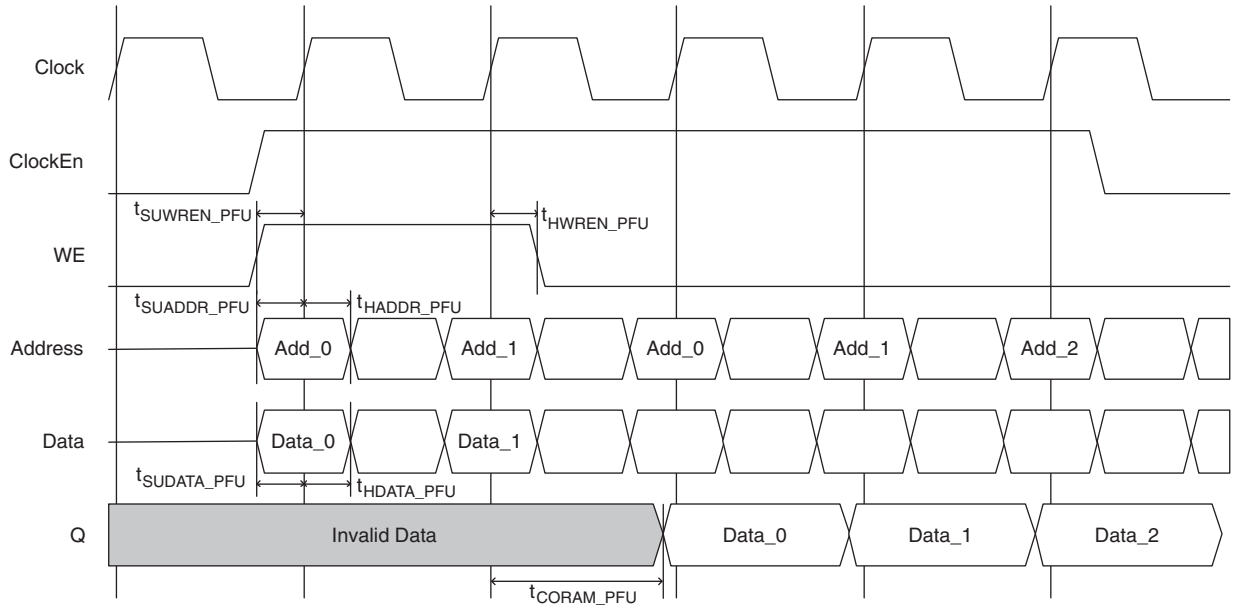 Clock
ClockEn
tSUWREN_PFU
tHWREN_PFU
WE
tSUADDR_PFU
tHADDR_PFU
Address
Add_0
Add_1
Add_0
Add_1
Add_2
Data
Data_0
Data_1
tSUDATA_PFU
tHDATA_PFU
Q
Invalid Data
Data_0
Data_1
Data_2
tCORAM_PFU